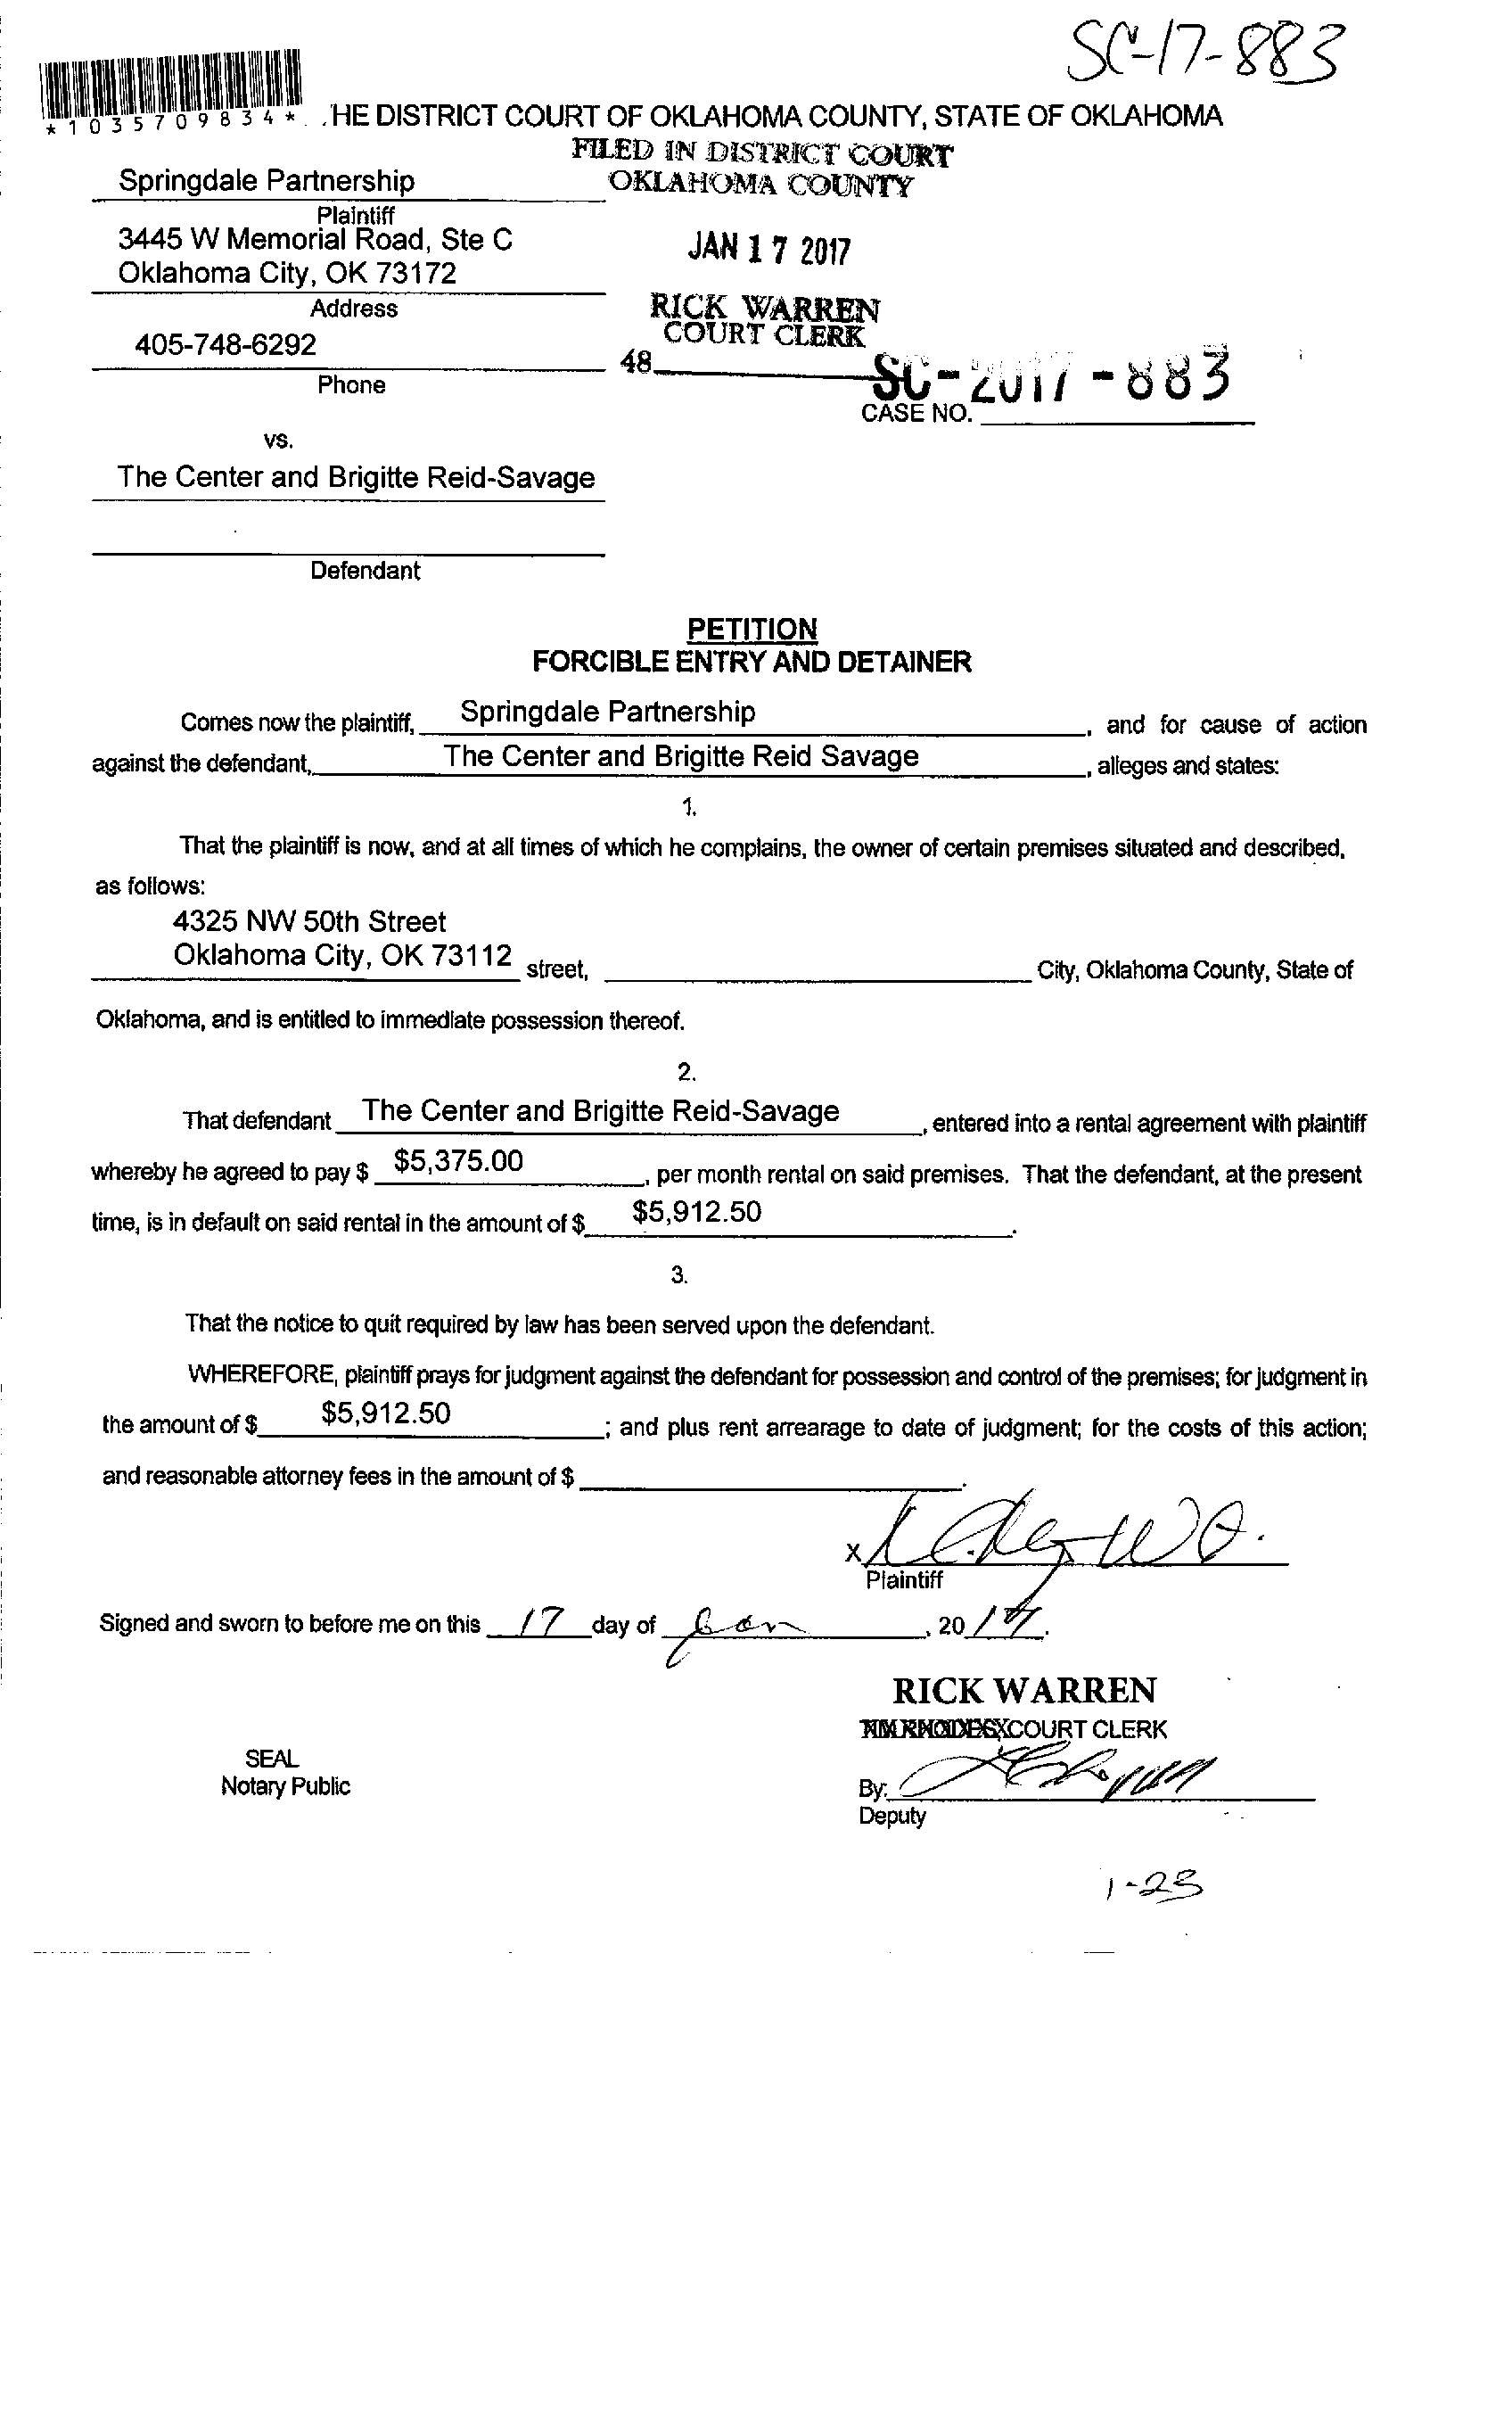 SC-17-883
*1035709834*
.HE DISTRICT COURT OF OKLAHOMA COUNTY, STATE OF OKLAHOMA
FILED IN DISTRICT COURT
OKLAHOMA COUNTY
Springdale Partnership
Plaintiff
3445 W Memorial Road, Ste C
Oklahoma City, OK 73172
Address
JAN 17 2017
RICK WARREN
COURT CLERK
405-748-6292
Phone
48
SC-2017-883
CASE NO.
vs.
The Center and Brigitte Reid-Savage
Defendant
PETITION
FORCIBLE ENTRY AND DETAINER
Comes now the plaintiff, Springdale Partnership, and for cause of action
against the defendant, The Center and Brigitte Reid Savage, alleges and states:
1.
That the plaintiff is now, and at all times of which he complains, the owner of certain premises situated and described,
as follows:
4325 NW 50th Street
Oklahoma City, OK 73112 street, City, Oklahoma County, State of
Oklahoma, and is entitled to immediate possession thereof.
2.
That defendant The Center and Brigitte Reid-Savage, entered into a rental agreement with plaintiff
whereby he agreed to pay $ $5,375.00, per month rental on said premises. That the defendant, at the present
time, is in default on said rental in the amount of $ $5,912.50.
3.
That the notice to quit required by law has been served upon the defendant.
WHEREFORE, plaintiff prays for judgment against the defendant for possession and control of the premises; for judgment in
the amount of $ $5,912.50; and plus rent arrearage to date of judgment; for the costs of this action;
and reasonable attorney fees in the amount of $ .
x
Plaintiff
Signed and sworn to before me on this 17 day of Jan, 2017.
RICK WARREN
COURT CLERK
SEAL
Notary Public
By:
Deputy
1-23